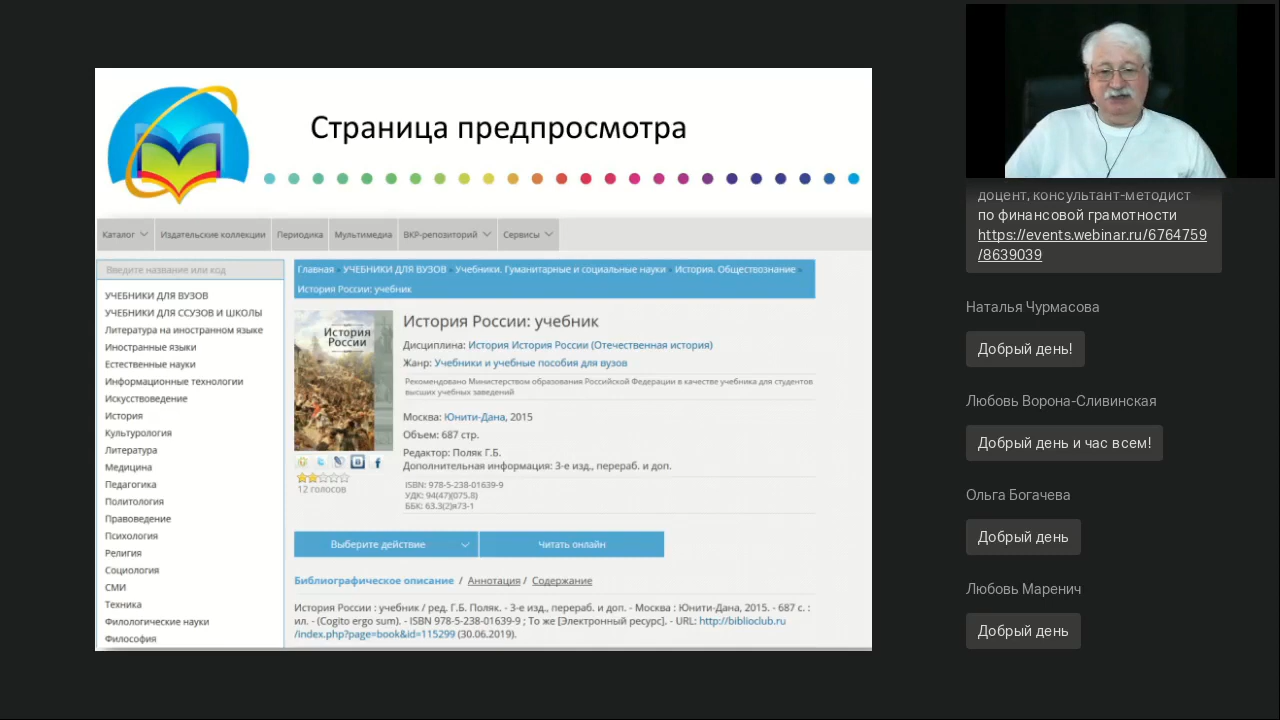 Страница предпросмотра
Каталог
Издательские коллекции
Периодика
Мультимедиа
ВКР-репозиторий
Сервисы
Введите название или код
УЧЕБНИКИ ДЛЯ ВУЗОВ
УЧЕБНИКИ ДЛЯ ССУЗОВ И ШКОЛЫ
Литература на иностранном языке
Иностранные языки
Естественные науки
Информационные технологии
Искусствоведение
История
Культурология
Литература
Медицина
Педагогика
Политология
Правоведение
Психология
Религия
Социология
СМИ
Техника
Филологические науки
Философия
Главная » УЧЕБНИКИ ДЛЯ ВУЗОВ » Учебники. Гуманитарные и социальные науки » История. Обществознание »
История России: учебник
История
России
История России: учебник
Дисциплина: История История России (Отечественная история)
Жанр: Учебники и учебные пособия для вузов
Рекомендовано Министерством образования Российской Федерации в качестве учебника для студентов
высших учебных заведений
Москва: Юнити-Дана, 2015
Объем: 687 стр.
Редактор: Поляк Г.Б.
Дополнительная информация: 3-е изд., перераб. и доп.
12 голосов
ISBN: 978-5-238-01639-9
УДК: 94(47)(075.8)
ББК: 63.3(2)я73-1
Выберите действие
Читать онлайн
Библиографическое описание / Аннотация / Содержание
История России : учебник / ред. Г.Б. Поляк. - 3-е изд., перераб. и доп. - Москва : Юнити-Дана, 2015. - 687 с. :
ил. - (Cogito ergo sum). - ISBN 978-5-238-01639-9 ; То же [Электронный ресурс]. - URL: http://biblioclub.ru
/index.php?page=book&id=115299 (30.06.2019).
доцент, консультант-методист
по финансовой грамотности
https://events.webinar.ru/6764759
/8639039
Наталья Чурмасова
Добрый день!
Любовь Ворона-Сливинская
Добрый день и час всем!
Ольга Богачева
Добрый день
Любовь Маренич
Добрый день